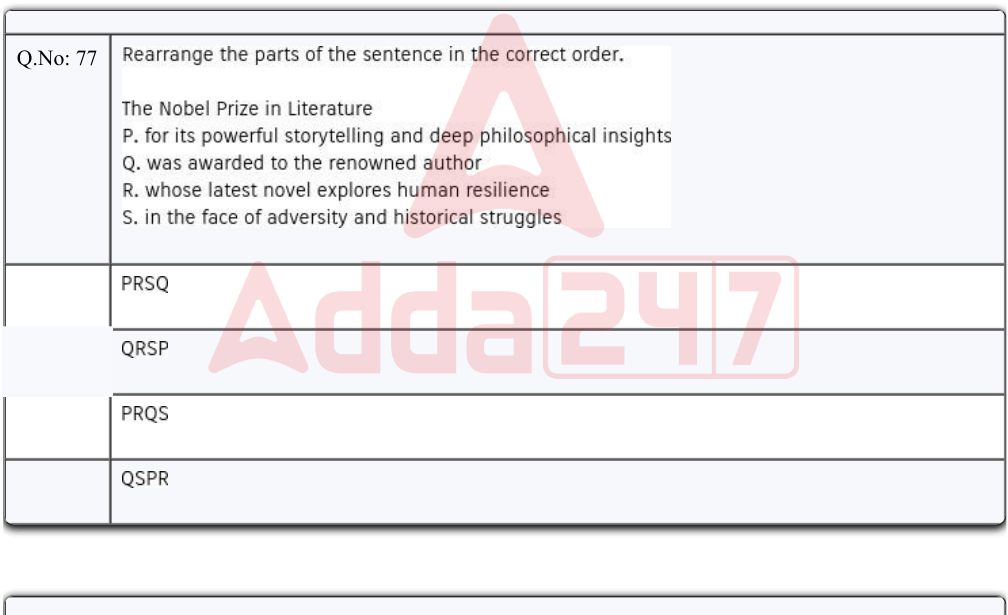 Q.No: 77
Rearrange the parts of the sentence in the correct order.
The Nobel Prize in Literature
P. for its powerful storytelling and deep philosophical insights
Q. was awarded to the renowned author
R. whose latest novel explores human resilience
S. in the face of adversity and historical struggles
PRSQ
QRSP
PRQS
QSPR
Adda247